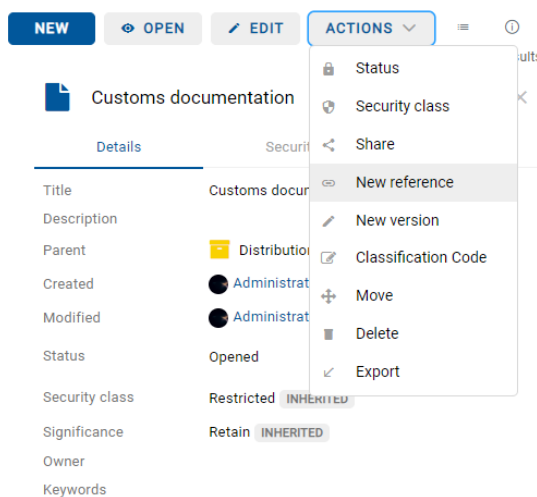 NEW OPEN EDIT ACTIONS
ults
Customs documentation
Status
Security class
Share
New reference
New version
Classification Code
Move
Delete
Export
Details Securit
Title Customs docum
Description
Parent Distribution
Created Administrat
Modified Administrat
Status Opened
Security class Restricted INHERITED
Significance Retain INHERITED
Owner
Keywords